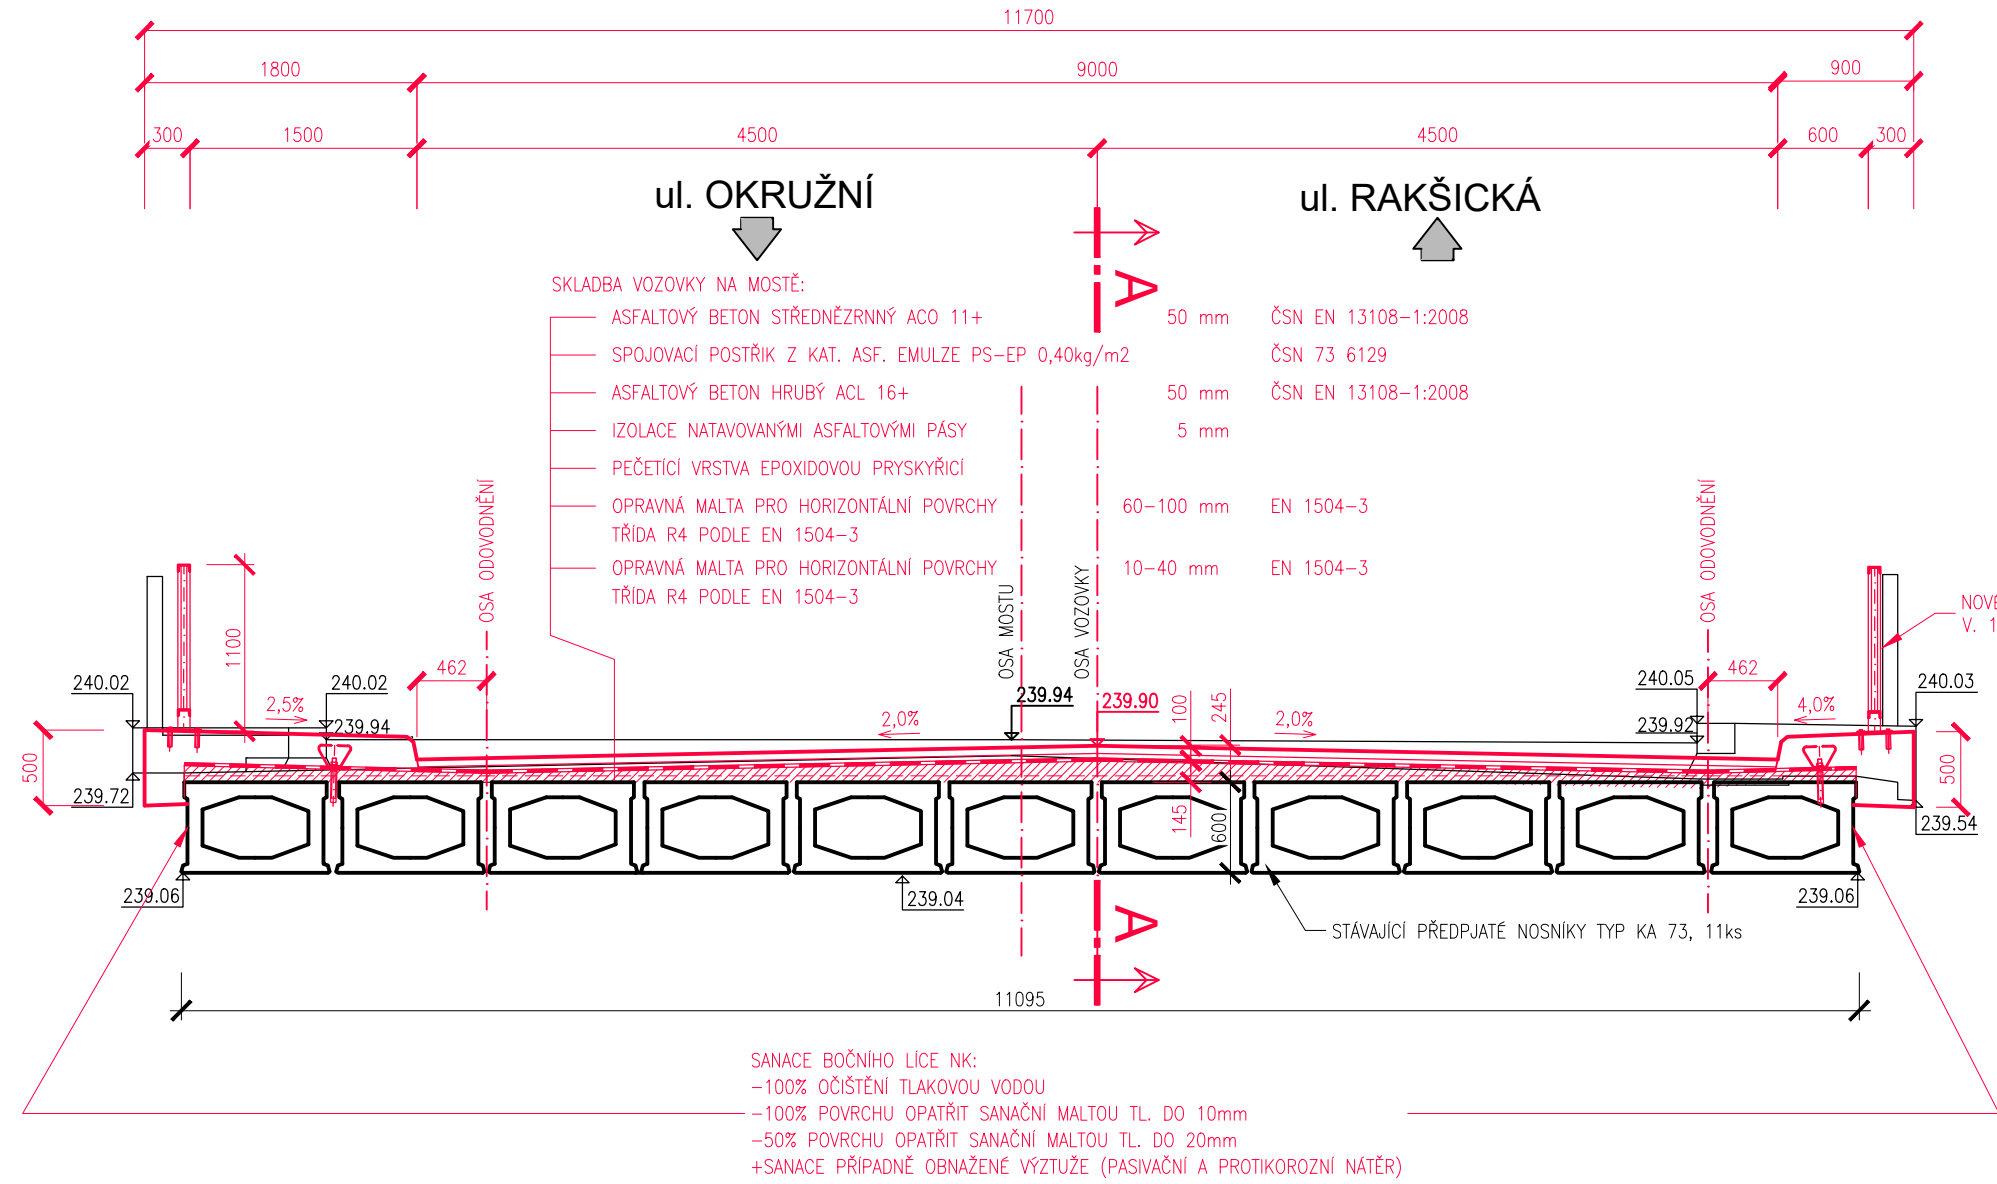 11700
1800 9000 900
300 1500 4500 4500 600 300
ul. OKRUŽNÍ ul. RAKŠICKÁ
A
SKLADBA VOZOVKY NA MOSTĚ:
ASFALTOVÝ BETON STŘEDNĚZRNNÝ ACO 11+ 50 mm ČSN EN 13108-1:2008
SPOJOVACÍ POSTŘIK Z KAT. ASF. EMULZE PS-EP 0,40kg/m2 ČSN 73 6129
ASFALTOVÝ BETON HRUBÝ ACL 16+ 50 mm ČSN EN 13108-1:2008
IZOLACE NATAVOVANÝMI ASFALTOVÝMI PÁSY 5 mm
PEČETÍCÍ VRSTVA EPOXIDOVOU PRYSKYŘICÍ
OPRAVNÁ MALTA PRO HORIZONTÁLNÍ POVRCHY 60-100 mm EN 1504-3
TŘÍDA R4 PODLE EN 1504-3
OPRAVNÁ MALTA PRO HORIZONTÁLNÍ POVRCHY 10-40 mm EN 1504-3
TŘÍDA R4 PODLE EN 1504-3
OSA ODOVODNĚNÍ
OSA MOSTU
OSA VOZOVKY
OSA ODOVODNĚNÍ
V. 1
1100
462
462
240.02
240.02
239.94
239.94
239.90
240.05
239.92
240.03
2,5%
2,0%
2,0%
4,0%
100
245
500
500
239.72
145
600
239.54
239.06
239.04
239.06
A
STÁVAJÍCÍ PŘEDPJATÉ NOSNÍKY TYP KA 73, 11ks
11095
SANACE BOČNÍHO LÍCE NK:
-100% OČIŠTĚNÍ TLAKOVOU VODOU
-100% POVRCHU OPATŘIT SANAČNÍ MALTOU TL. DO 10mm
-50% POVRCHU OPATŘIT SANAČNÍ MALTOU TL. DO 20mm
+SANACE PŘÍPADNĚ OBNAŽENÉ VÝZTUŽE (PASIVAČNÍ A PROTIKOROZNÍ NÁTĚR)